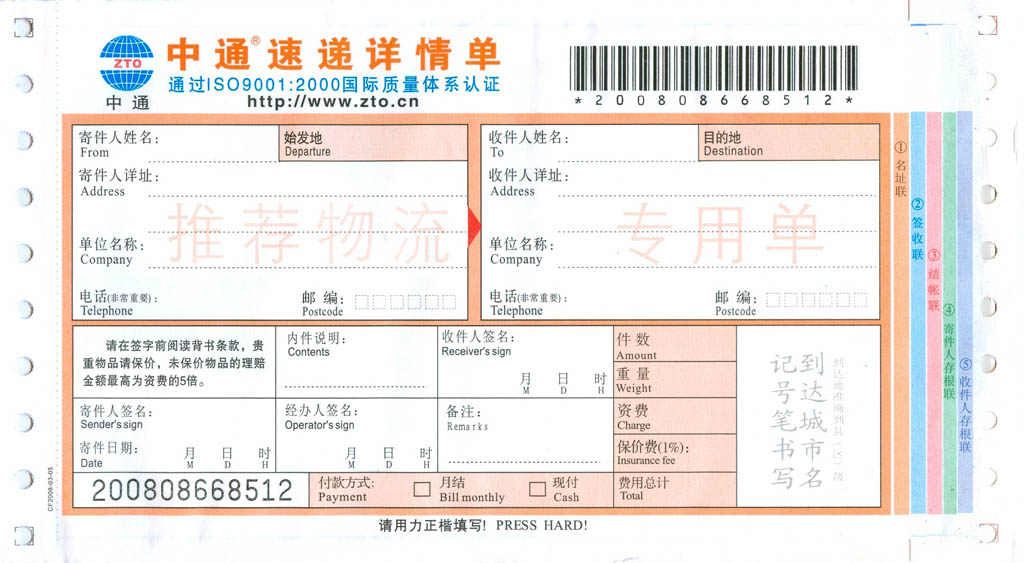 ZTO
中通
中通®速递详情单
通过ISO9001:2000国际质量体系认证
http://www.zto.cn
*200808668512*
寄件人姓名:
From
始发地
Departure
寄件人详址:
Address
单位名称:
Company
电话(非常重要):
Telephone
邮 编:
Postcode
收件人姓名:
To
目的地
Destination
收件人详址:
Address
单位名称:
Company
电话(非常重要):
Telephone
邮 编:
Postcode
推荐物流 专用单
请在签字前阅读背书条款,贵
重物品请保价,未保价物品的理赔
金额最高为资费的5倍。
内件说明:
Contents
收件人签名:
Receiver's sign
月 日 时
M D H
件 数
Amount
重 量
Weight
寄件人签名:
Sender's sign
寄件日期:
Date
月 日 时
M D H
经办人签名:
Operator's sign
月 日 时
M D H
备注:
Remarks
资 费
Charge
保价费(1%):
Insurance fee
200808668512
付款方式:
Payment
月结
Bill monthly
现付
Cash
费用总计
Total
到达城市名
记号笔书写
到达地准确到县(区)级
①名址联
②签收联
③结帐联
④寄件人存根联
⑤收件人存根联
CF2008-03-05
请用力正楷填写! PRESS HARD!